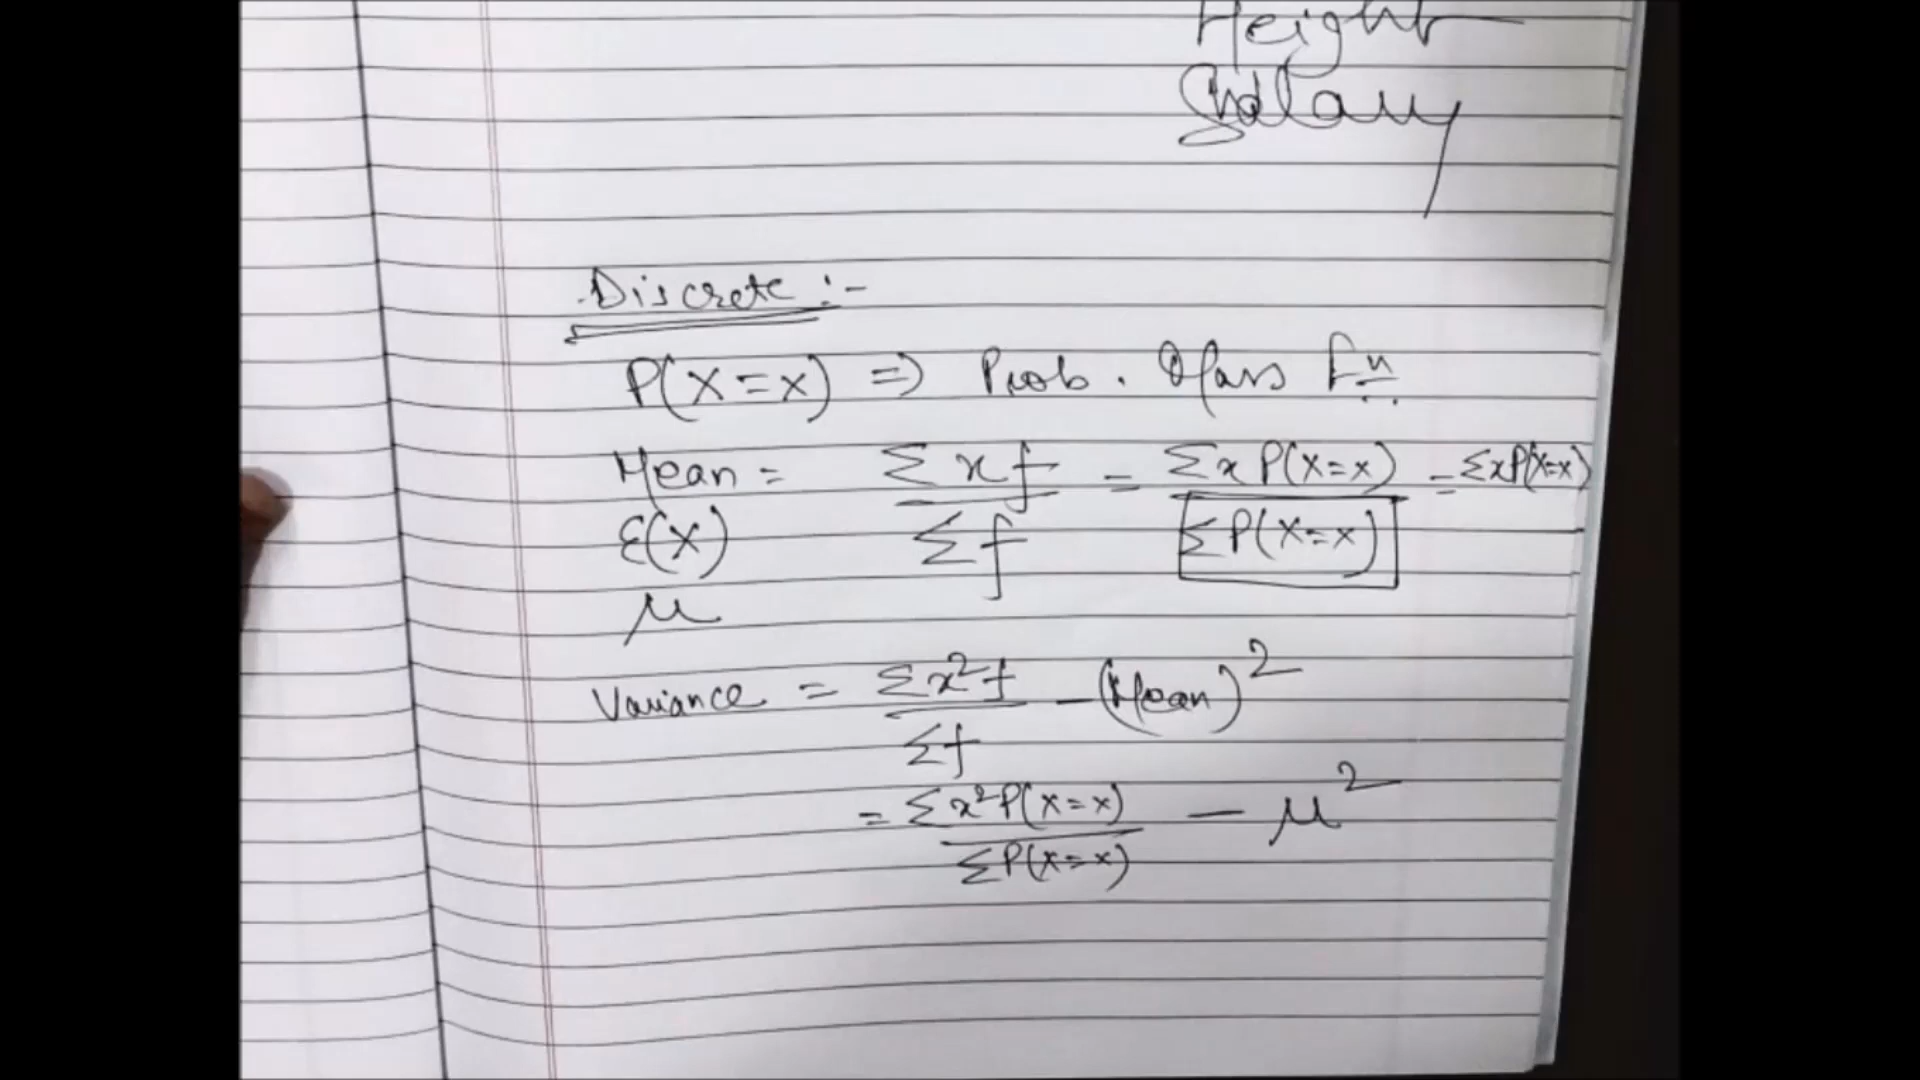 Height
Salary
Discrete :-
P(X=x) => Prob. Mass Fn
Mean = Σxf / Σf = ΣxP(X=x) / ΣP(X=x) = ΣxP(X=x)
E(X)
μ
Variance = Σx²f / Σf - (Mean)²
= Σx²P(X=x) / ΣP(X=x) - μ²